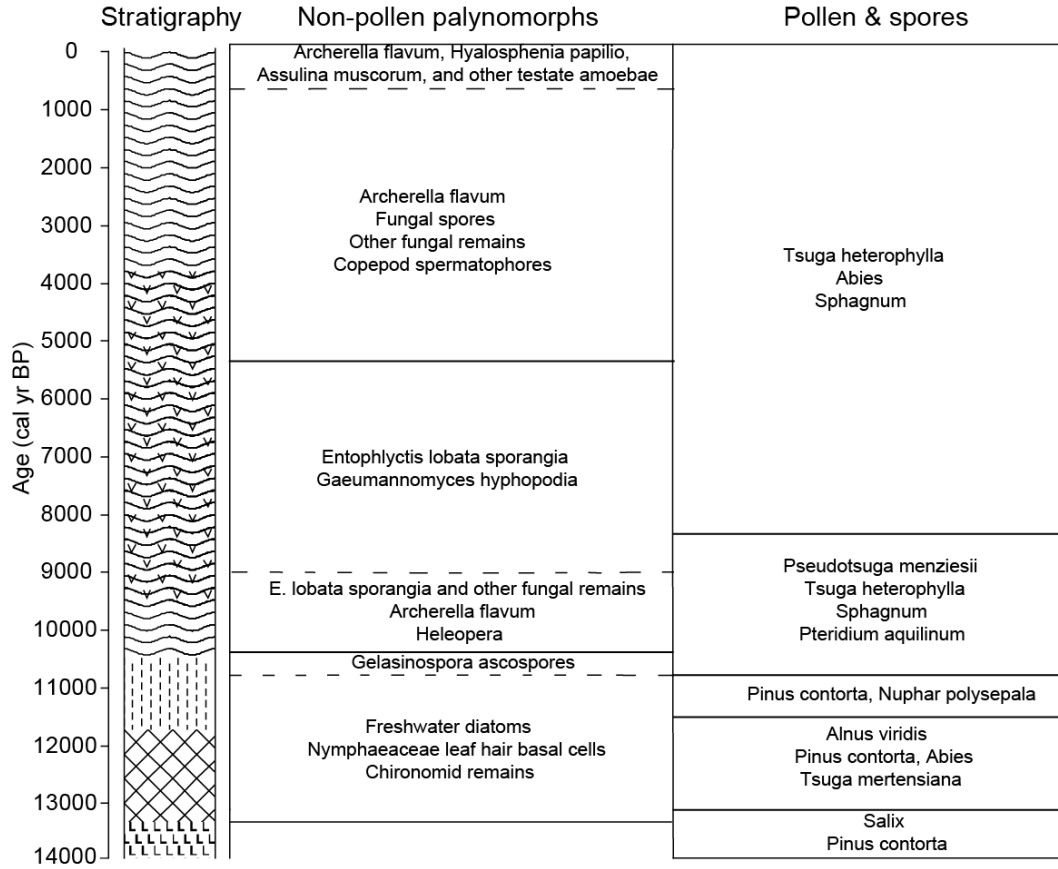 Stratigraphy
Non-pollen palynomorphs
Pollen & spores
Age (cal yr BP)
0
1000
2000
3000
4000
5000
6000
7000
8000
9000
10000
11000
12000
13000
14000
Archerella flavum, Hyalosphenia papilio,
Assulina muscorum, and other testate amoebae
Archerella flavum
Fungal spores
Other fungal remains
Copepod spermatophores
Entophlyctis lobata sporangia
Gaeumannomyces hyphopodia
E. lobata sporangia and other fungal remains
Archerella flavum
Heleopera
Gelasinospora ascospores
Freshwater diatoms
Nymphaeaceae leaf hair basal cells
Chironomid remains
Tsuga heterophylla
Abies
Sphagnum
Pseudotsuga menziesii
Tsuga heterophylla
Sphagnum
Pteridium aquilinum
Pinus contorta, Nuphar polysepala
Alnus viridis
Pinus contorta, Abies
Tsuga mertensiana
Salix
Pinus contorta